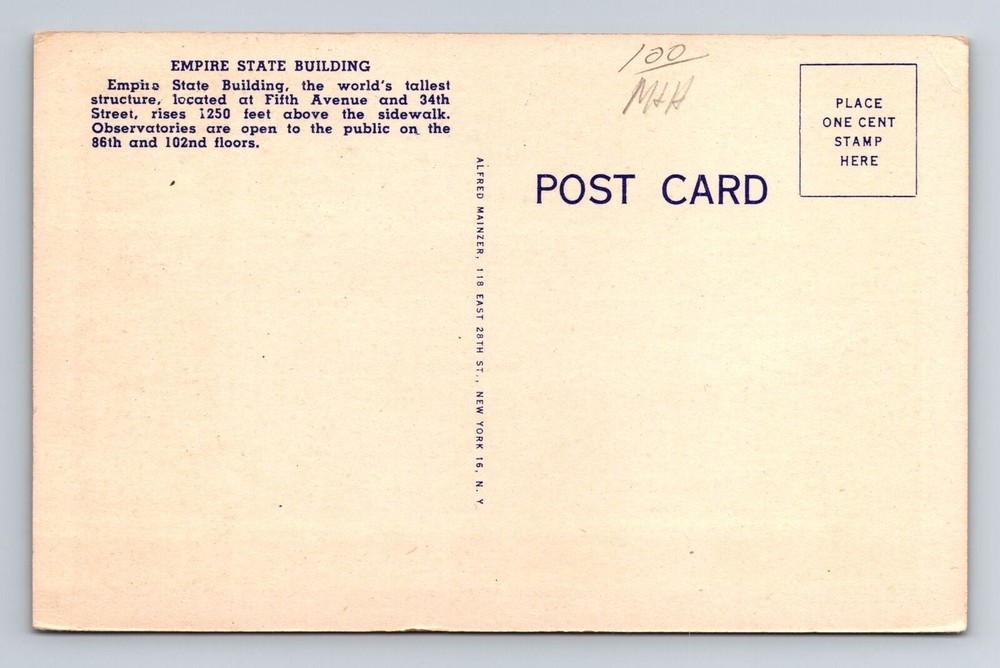 EMPIRE STATE BUILDING
Empire State Building, the world's tallest
structure, located at Fifth Avenue and 34th
Street, rises 1250 feet above the sidewalk.
Observatories are open to the public on the
86th and 102nd floors.
ALFRED MAINZER, 118 EAST 28TH ST., NEW YORK 16, N. Y
100
POST CARD
PLACE
ONE CENT
STAMP
HERE